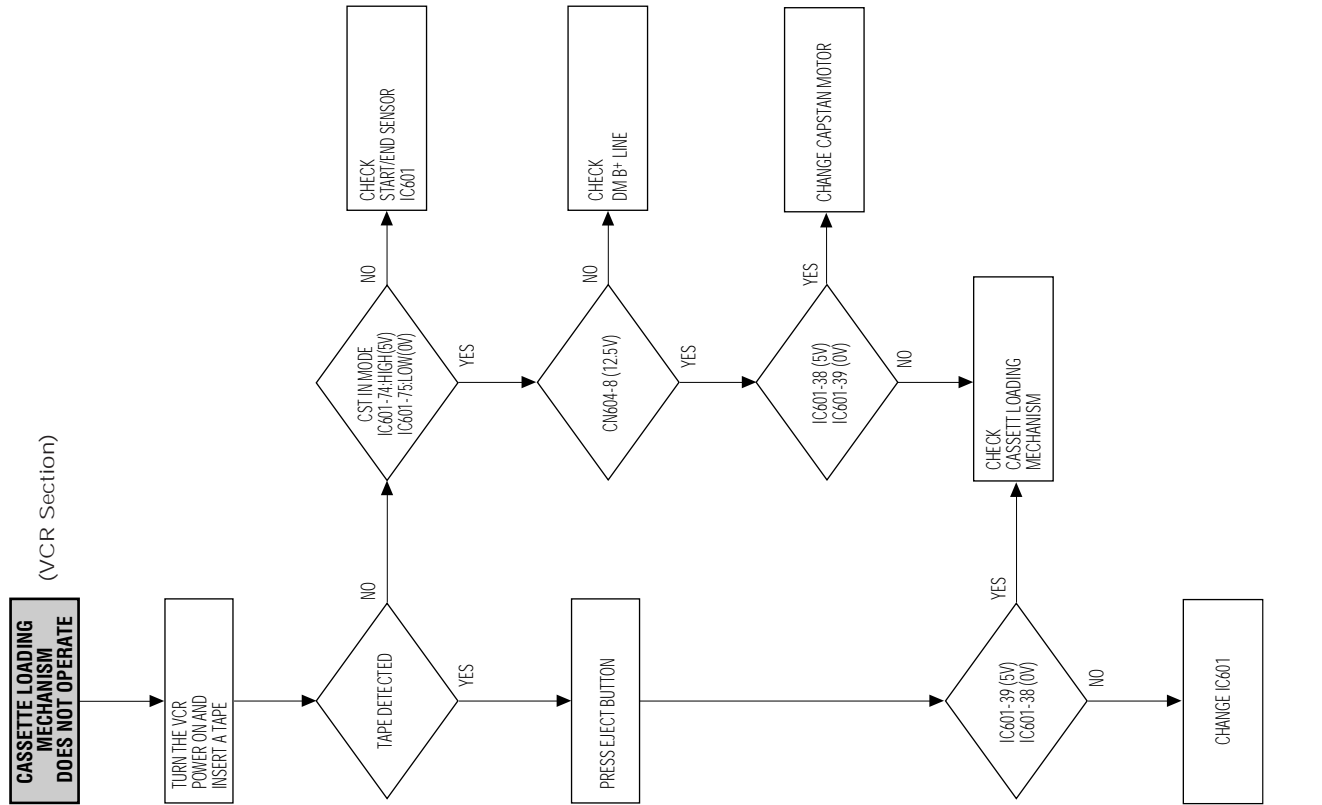 CASSETTE LOADING
MECHANISM
DOES NOT OPERATE
(VCR Section)
TURN THE VCR
POWER ON AND
INSERT A TAPE
TAPE DETECTED
NO
YES
CST IN MODE
IC601-74:HIGH(5V)
IC601-75:LOW(0V)
NO
YES
CHECK
START/END SENSOR
IC601
CN604-8 (12.5V)
NO
YES
CHECK
DM B+ LINE
IC601-38 (5V)
IC601-39 (0V)
YES
NO
CHANGE CAPSTAN MOTOR
CHECK
CASSETT LOADING
MECHANISM
PRESS EJECT BUTTON
IC601-39 (5V)
IC601-38 (0V)
YES
NO
CHANGE IC601